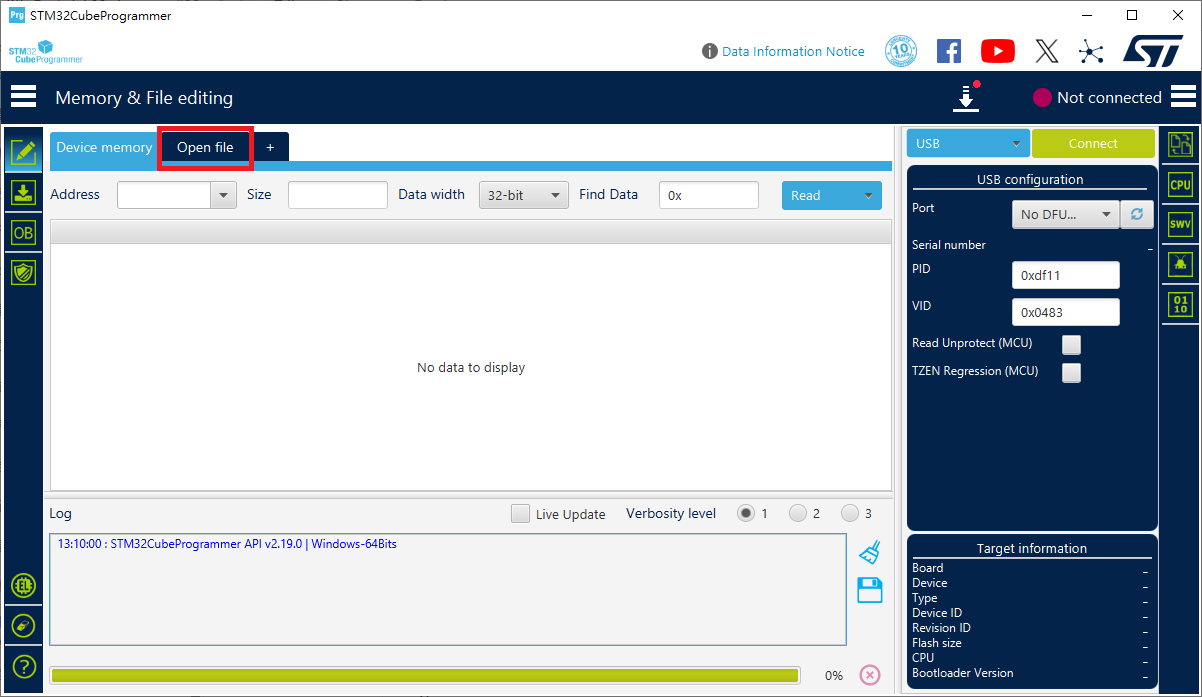 Prg STM32CubeProgrammer
STM32
CubeProgrammer
Data Information Notice
10
YEARS
Memory & File editing
Not connected
Device memory Open file +
USB Connect
Address Size Data width 32-bit Find Data 0x Read
USB configuration
Port No DFU...
Serial number -
PID 0xdf11
VID 0x0483
Read Unprotect (MCU)
TZEN Regression (MCU)
No data to display
OB
CPU
SWV
01
10
Log Live Update Verbosity level 1 2 3
13:10:00 : STM32CubeProgrammer API v2.19.0 | Windows-64Bits
EL
?
0%
Target information
Board -
Device -
Type -
Device ID -
Revision ID -
Flash size -
CPU -
Bootloader Version -